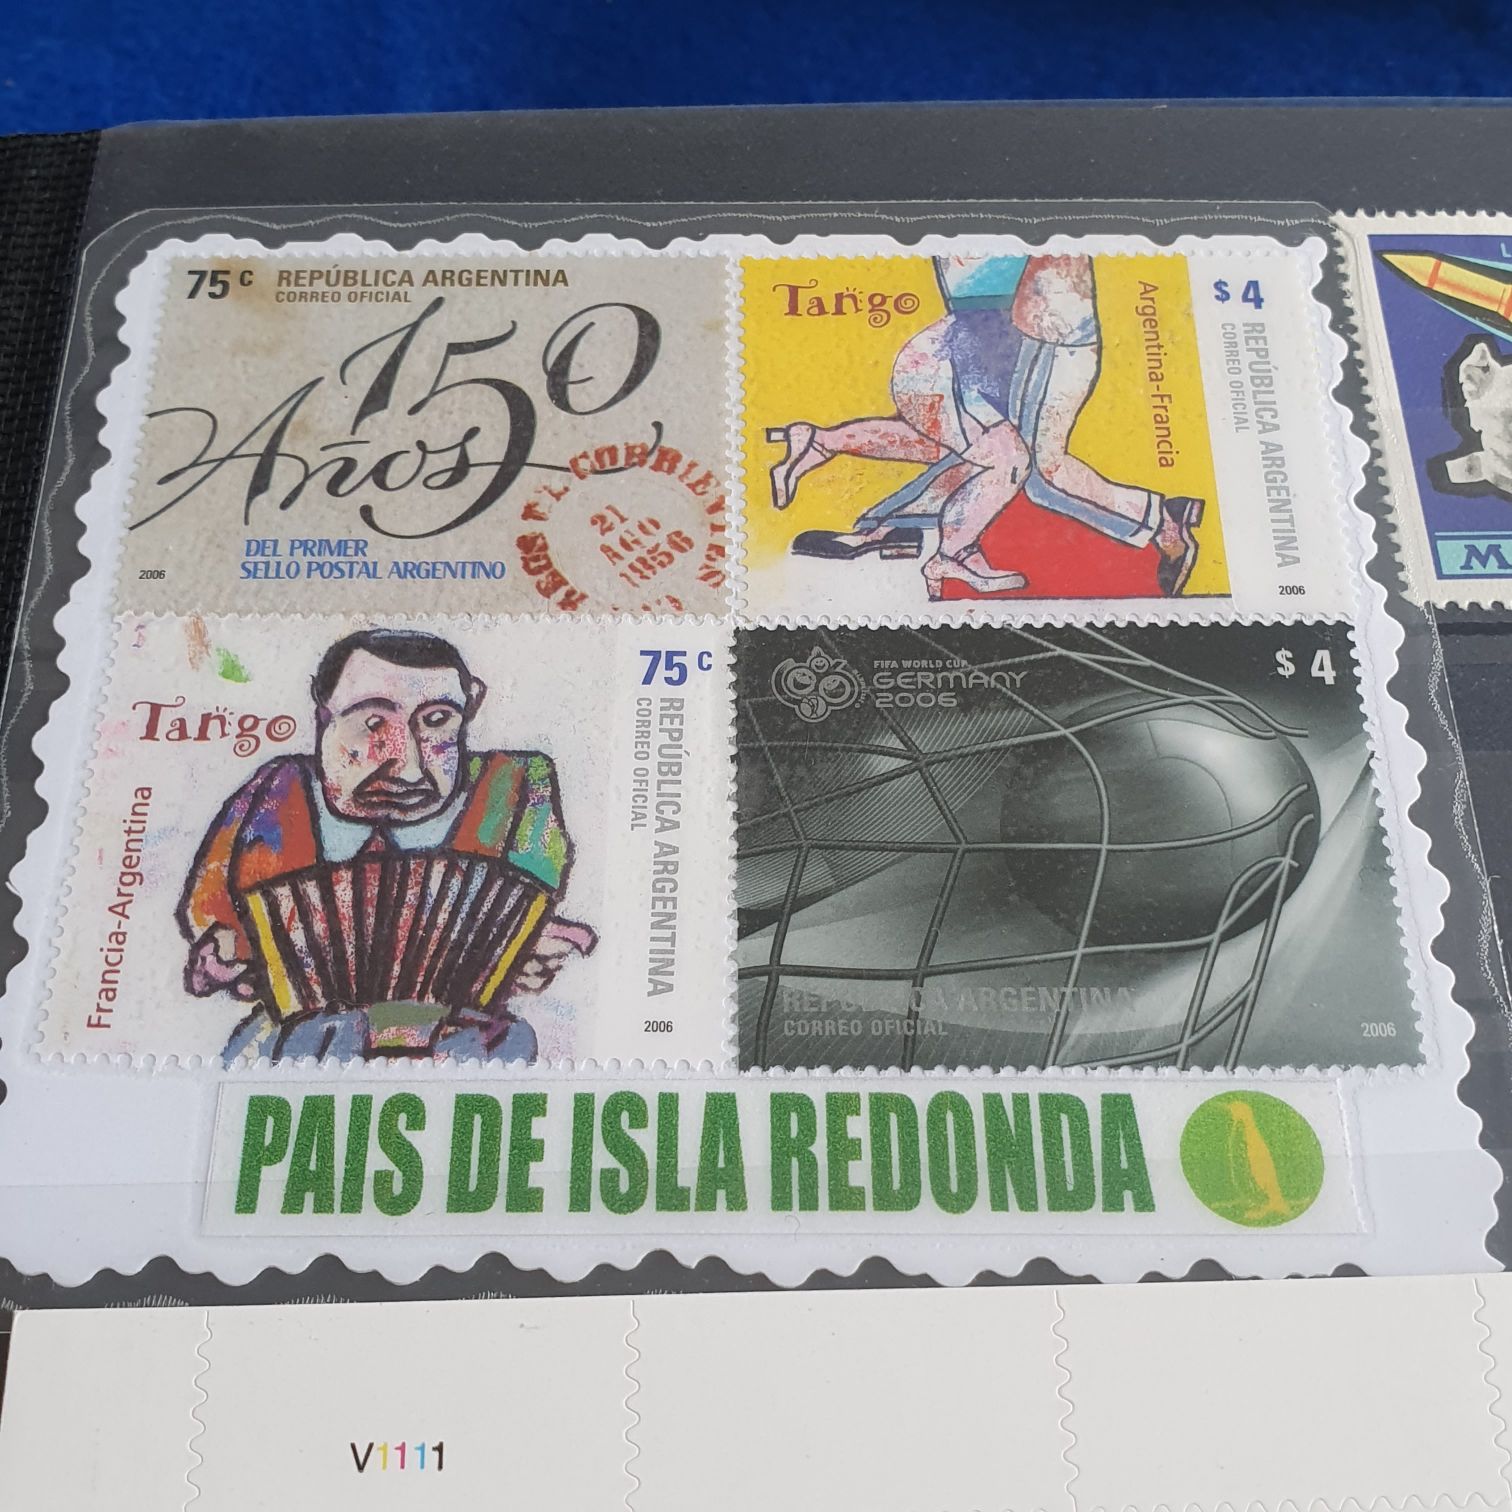 75 c REPÚBLICA ARGENTINA
CORREO OFICIAL
150
Años
DEL PRIMER
SELLO POSTAL ARGENTINO
2006
CORRIENTES
21
AGO
1856
Tango
Argentina-Francia
$ 4
REPÚBLICA ARGENTINA
CORREO OFICIAL
2006
Tango
Francia-Argentina
75 c
REPÚBLICA ARGENTINA
CORREO OFICIAL
2006
FIFA WORLD CUP
GERMANY
2006
$ 4
REPÚBLICA ARGENTINA
CORREO OFICIAL
2006
PAIS DE ISLA REDONDA
V1111